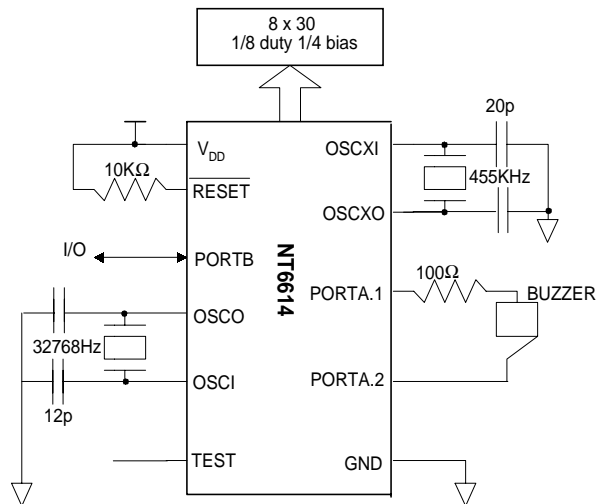 8 x 30
1/8 duty 1/4 bias
20p
VDD
OSCXI
10KΩ
455KHz
RESET
OSCXO
I/O
PORTB
NT6614
100Ω
PORTA.1
BUZZER
OSCO
32768Hz
OSCI
PORTA.2
12p
TEST
GND